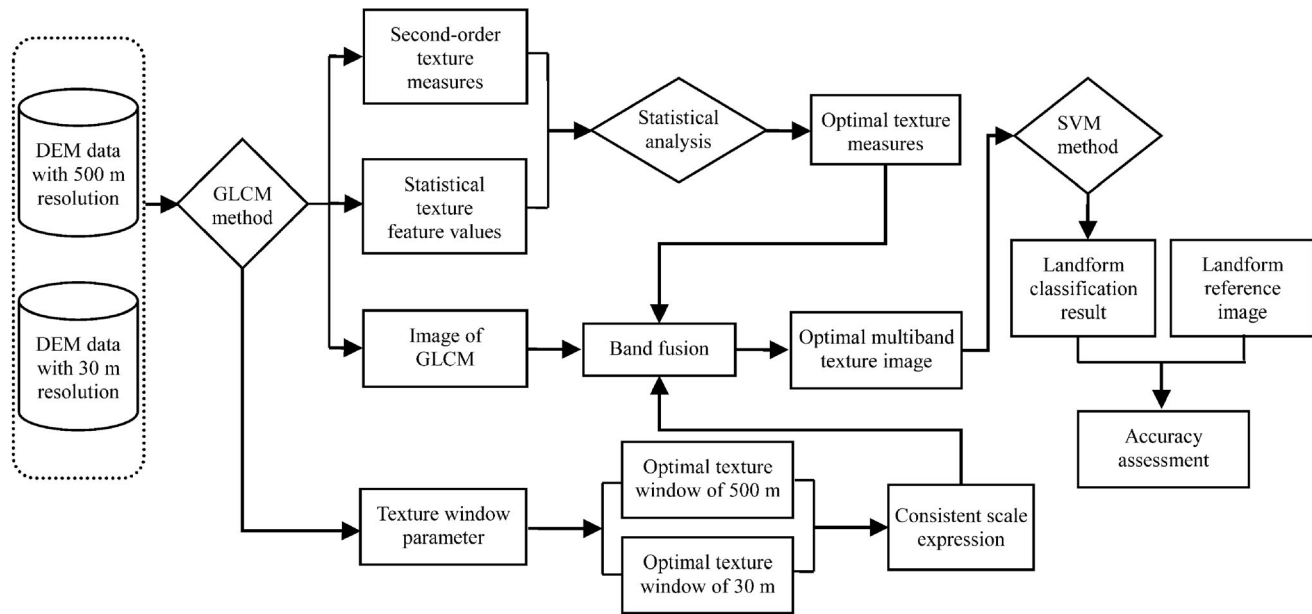 DEM data
with 500 m
resolution
DEM data
with 30 m
resolution
GLCM
method
Second-order
texture
measures
Statistical
texture
feature values
Image of
GLCM
Texture window
parameter
Statistical
analysis
Optimal texture
measures
Band fusion
Optimal multiband
texture image
Optimal texture
window of 500 m
Optimal texture
window of 30 m
Consistent scale
expression
SVM
method
Landform
classification
result
Landform
reference
image
Accuracy
assessment